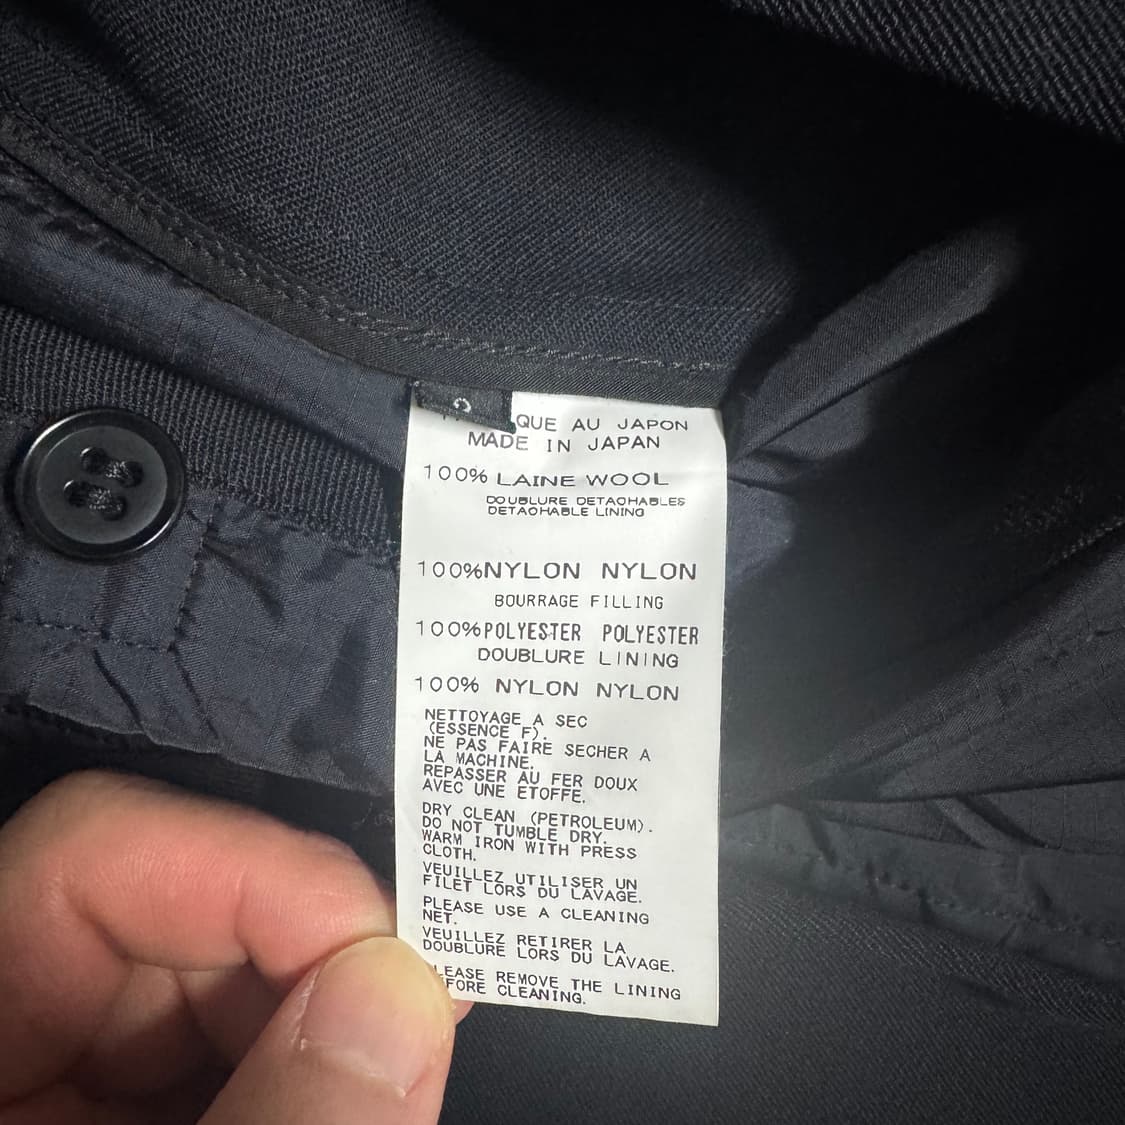 QUE AU JAPON
MADE IN JAPAN
100% LAINE WOOL
DOUBLURE DETACHABLES
DETACHABLE LINING
100% NYLON NYLON
BOURRAGE FILLING
100% POLYESTER POLYESTER
DOUBLURE LINING
100% NYLON NYLON
NETTOYAGE A SEC
(ESSENCE F).
NE PAS FAIRE SECHER A
LA MACHINE.
REPASSER AU FER DOUX
AVEC UNE ETOFFE.
DRY CLEAN (PETROLEUM).
DO NOT TUMBLE DRY.
WARM IRON WITH PRESS
CLOTH.
VEUILLEZ UTILISER UN
FILET LORS DU LAVAGE.
PLEASE USE A CLEANING
NET.
VEUILLEZ RETIRER LA
DOUBLURE LORS DU LAVAGE.
LEASE REMOVE THE LINING
FORE CLEANING.